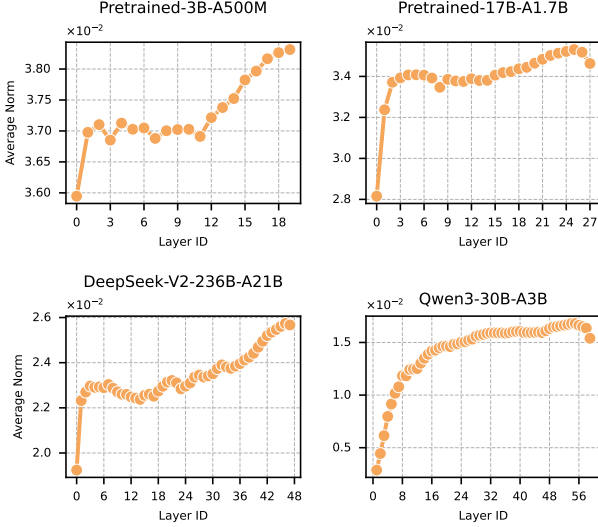 Pretrained-3B-A500M
×10⁻²
3.80
3.75
3.70
3.65
3.60
Average Norm
0 3 6 9 12 15 18
Layer ID
Pretrained-17B-A1.7B
×10⁻²
3.4
3.2
3.0
2.8
0 3 6 9 12 15 18 21 24 27
Layer ID
DeepSeek-V2-236B-A21B
×10⁻²
2.6
2.4
2.2
2.0
Average Norm
0 6 12 18 24 30 36 42 48
Layer ID
Qwen3-30B-A3B
×10⁻²
1.5
1.0
0.5
0 8 16 24 32 40 48 56
Layer ID